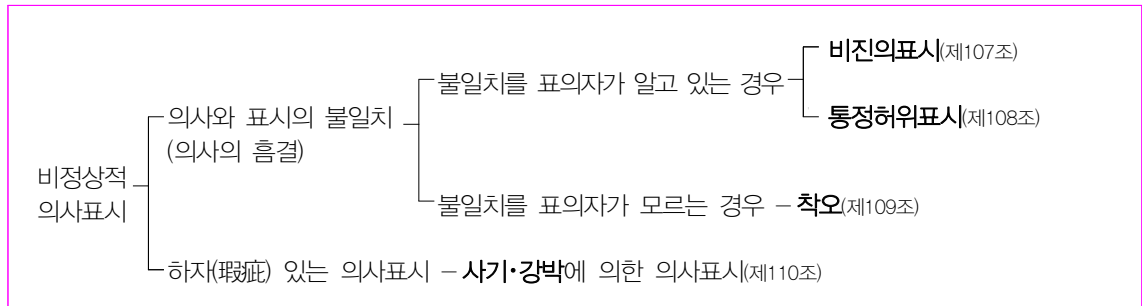 비진의표시(제107조)
불일치를 표의자가 알고 있는 경우
통정허위표시(제108조)
의사와 표시의 불일치
(의사의 흠결)
비정상적
의사표시
불일치를 표의자가 모르는 경우 – 착오(제109조)
하자(瑕疵) 있는 의사표시 – 사기·강박에 의한 의사표시(제110조)